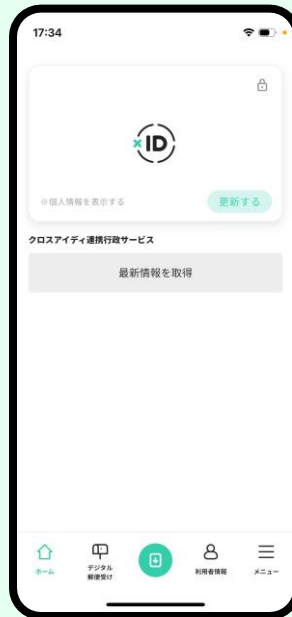 17:34
×ID
※個人情報を表示する
更新する
クロスアイディ連携行政サービス
最新情報を取得
ホーム
デジタル
郵便受け
利用者情報
メニュー